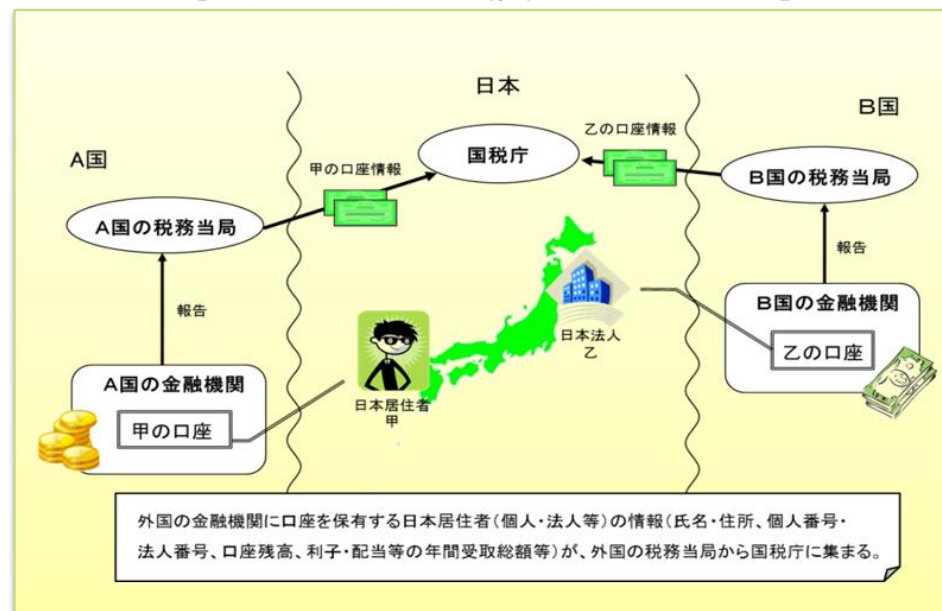 日本
B国
A国
乙の口座情報
甲の口座情報
国税庁
B国の税務当局
A国の税務当局
報告
報告
B国の金融機関
乙の口座
日本法人
乙
A国の金融機関
甲の口座
日本居住者
甲
外国の金融機関に口座を保有する日本居住者(個人・法人等)の情報(氏名・住所、個人番号・
法人番号、口座残高、利子・配当等の年間受取総額等)が、外国の税務当局から国税庁に集まる。